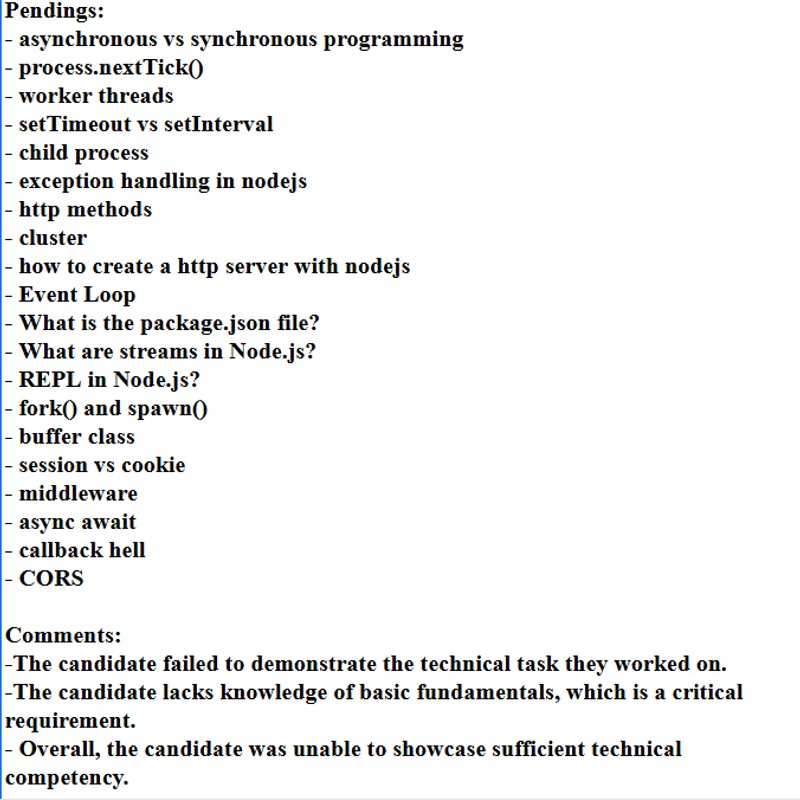 Pendings:
- asynchronous vs synchronous programming
- process.nextTick()
- worker threads
- setTimeout vs setInterval
- child process
- exception handling in nodejs
- http methods
- cluster
- how to create a http server with nodejs
- Event Loop
- What is the package.json file?
- What are streams in Node.js?
- REPL in Node.js?
- fork() and spawn()
- buffer class
- session vs cookie
- middleware
- async await
- callback hell
- CORS

Comments:
-The candidate failed to demonstrate the technical task they worked on.
-The candidate lacks knowledge of basic fundamentals, which is a critical
requirement.
- Overall, the candidate was unable to showcase sufficient technical
competency.